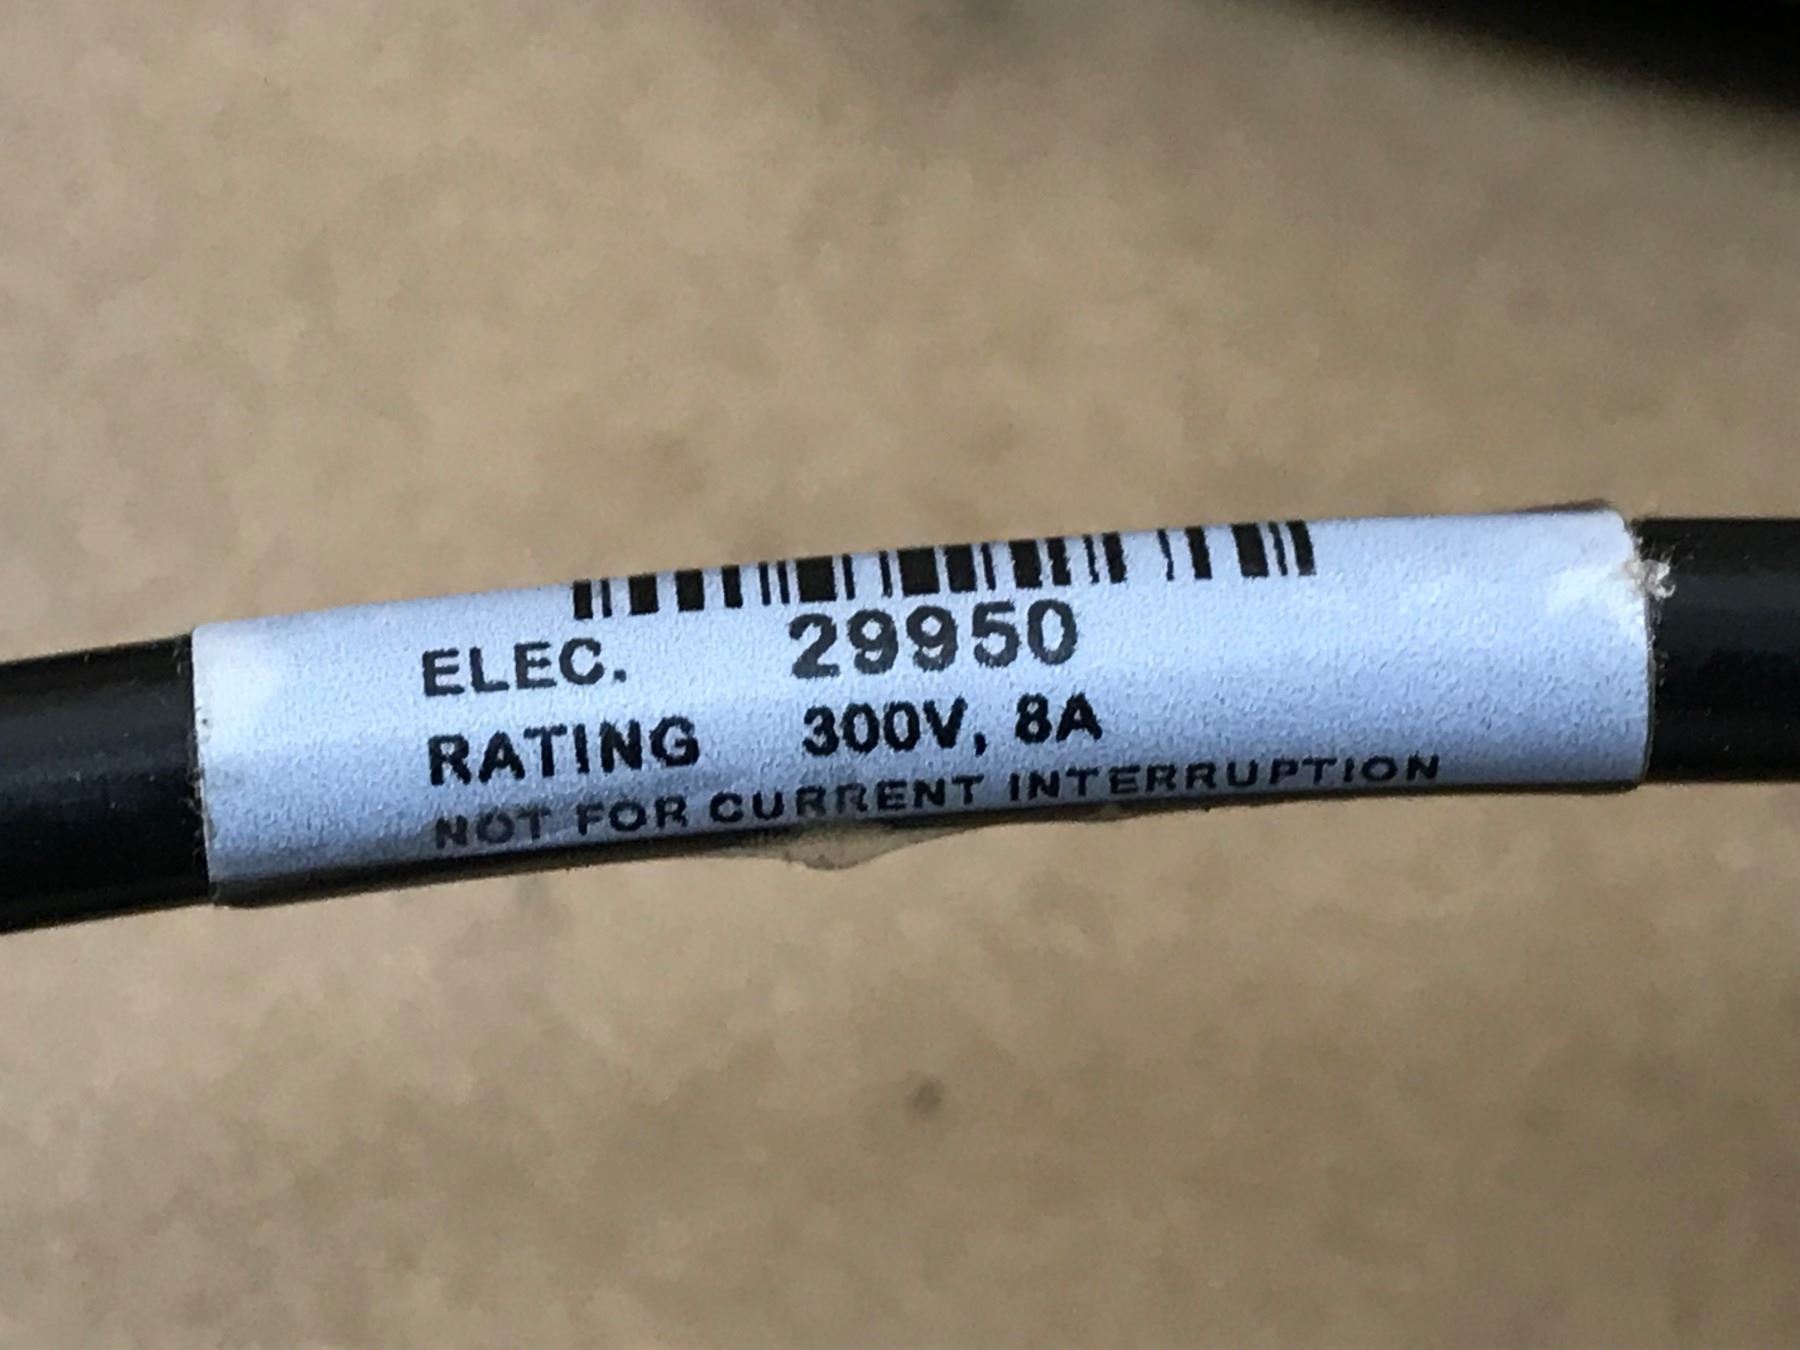 29950
ELEC.
RATING 300V, 8A
NOT FOR CURRENT INTERRUPTION